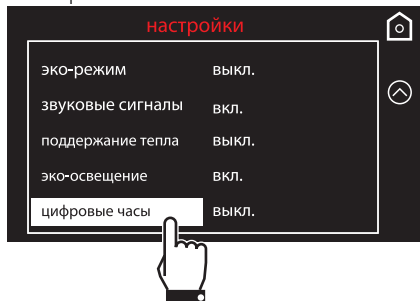 настройки
эко-режим выкл.
звуковые сигналы вкл.
поддержание тепла выкл.
эко-освещение вкл.
цифровые часы выкл.